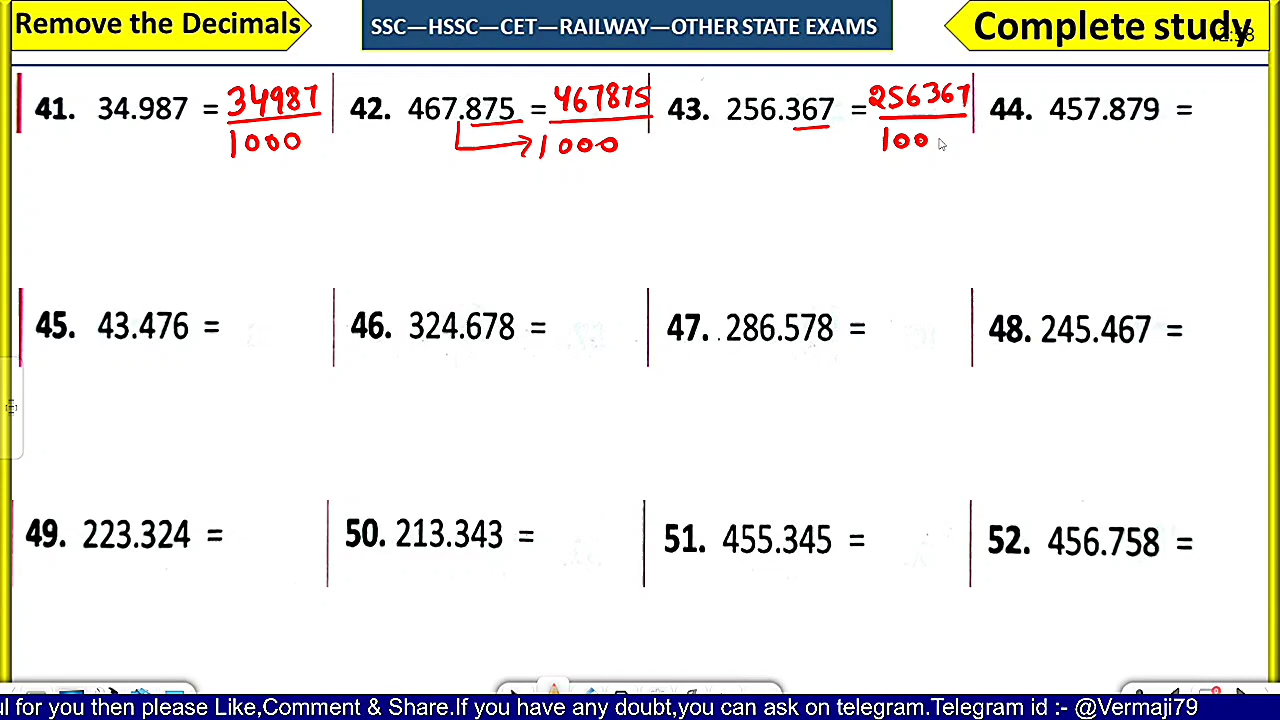 Remove the Decimals
SSC—HSSC—CET—RAILWAY—OTHER STATE EXAMS
Complete study
41. 34.987 = 34987
1000
42. 467.875 = 467875
1000
43. 256.367 = 256367
100
44. 457.879 =
45. 43.476 =
46. 324.678 =
47. 286.578 =
48. 245.467 =
49. 223.324 =
50. 213.343 =
51. 455.345 =
52. 456.758 =
for you then please Like,Comment & Share.If you have any doubt,you can ask on telegram.Telegram id :- @Vermaji79